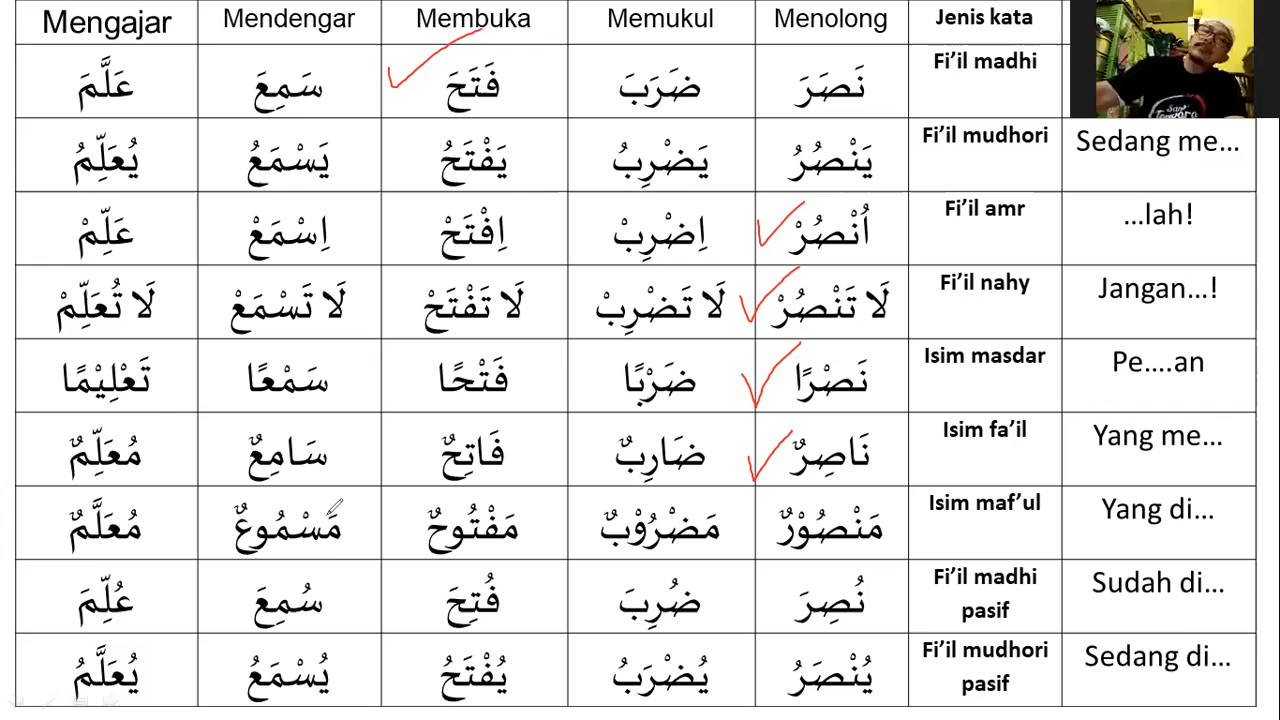 Mengajar Mendengar Membuka Memukul Menolong Jenis kata
عَلَّمَ سَمِعَ فَتَحَ ضَرَبَ نَصَرَ Fi’il madhi
يُعَلِّمُ يَسْمَعُ يَفْتَحُ يَضْرِبُ يَنْصُرُ Fi’il mudhori Sedang me...
عَلِّمْ اِسْمَعْ اِفْتَحْ اِضْرِبْ اُنْصُرْ Fi’il amr ...lah!
لَا تُعَلِّمْ لَا تَسْمَعْ لَا تَفْتَحْ لَا تَضْرِبْ لَا تَنْصُرْ Fi’il nahy Jangan...!
تَعْلِيْمًا سَمْعًا فَتْحًا ضَرْبًا نَصْرًا Isim masdar Pe....an
مُعَلِّمٌ سَامِعٌ فَاتِحٌ ضَارِبٌ نَاصِرٌ Isim fa’il Yang me...
مُعَلَّمٌ مَسْمُوعٌ مَفْتُوحٌ مَضْرُوْبٌ مَنْصُوْرٌ Isim maf’ul Yang di...
عُلِّمَ سُمِعَ فُتِحَ ضُرِبَ نُصِرَ Fi’il madhi pasif Sudah di...
يُعَلَّمُ يُسْمَعُ يُفْتَحُ يُضْرَبُ يُنْصَرُ Fi’il mudhori pasif Sedang di...